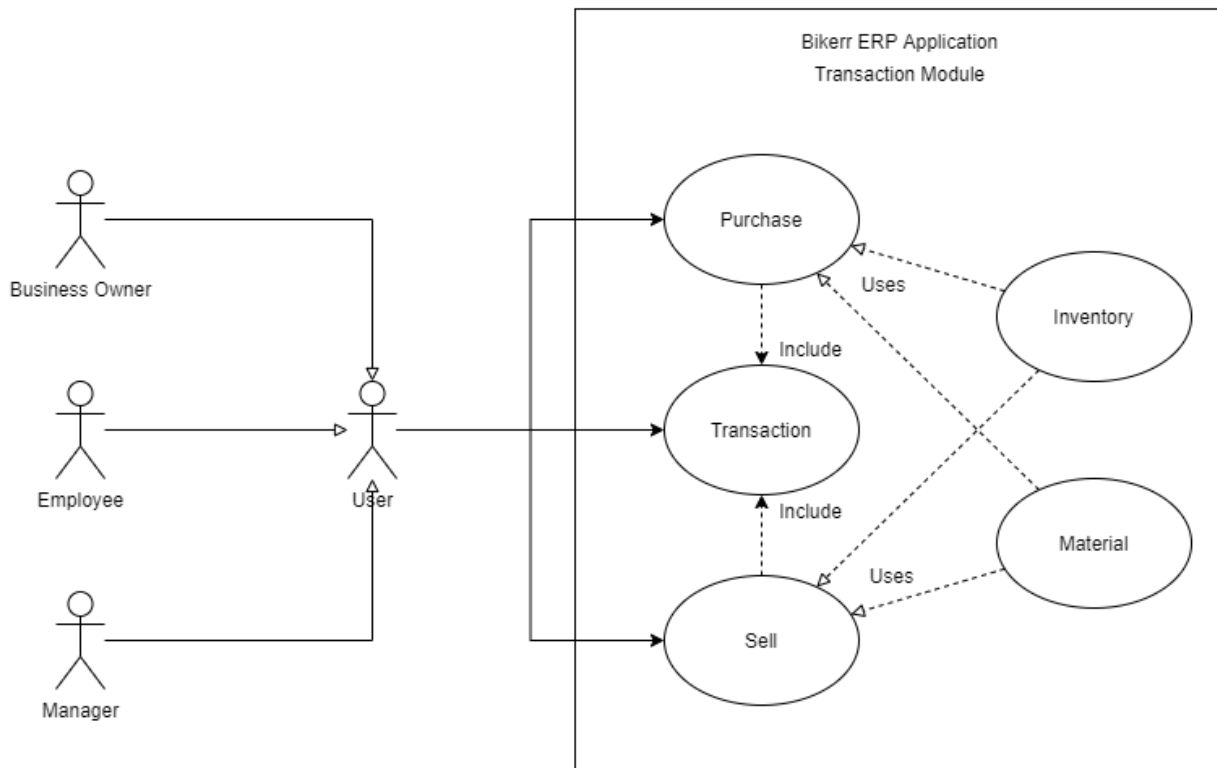 Bikerr ERP Application
Transaction Module
Purchase
Business Owner
Uses
Inventory
Include
Transaction
Employee
User
Include
Material
Uses
Sell
Manager